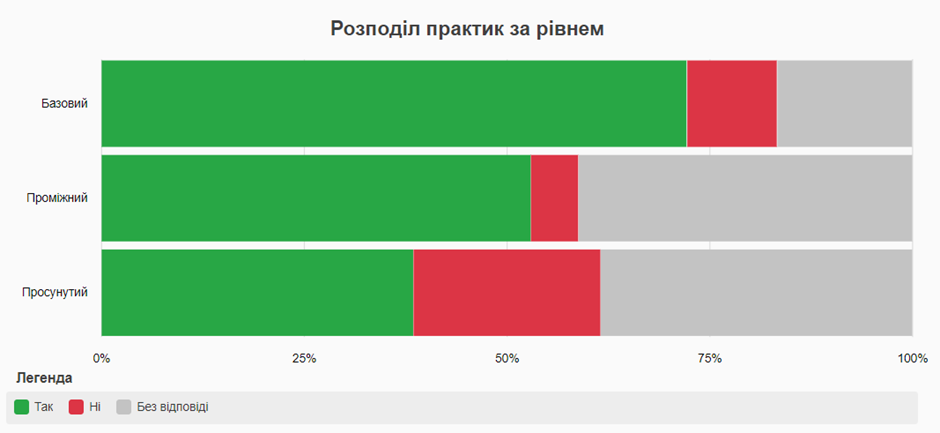 Розподіл практик за рівнем
Базовий
Проміжний
Просунутий
0% 25% 50% 75% 100%
Легенда
Так Ні Без відповіді